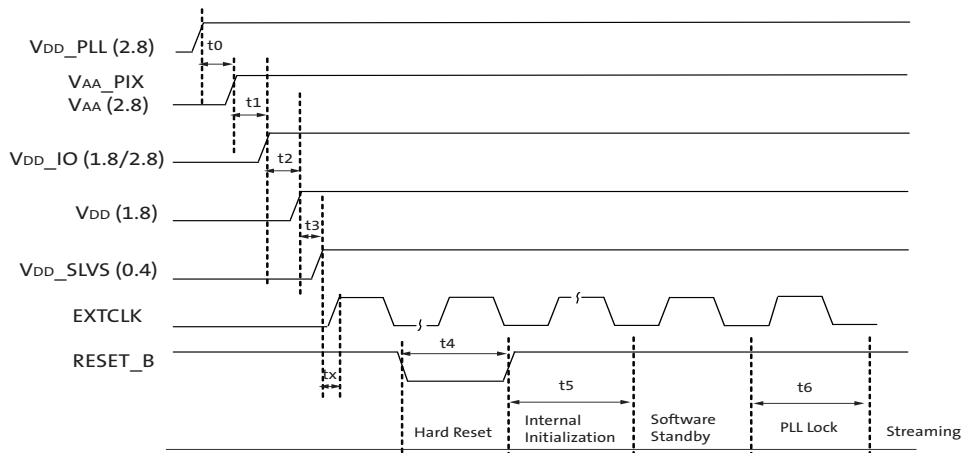 VDD_PLL (2.8)
t0
VAA_PIX
VAA (2.8)
t1
VDD_IO (1.8/2.8)
t2
VDD (1.8)
t3
VDD_SLVS (0.4)
EXTCLK
RESET_B
t4
tx
t5
t6
Hard Reset
Internal
Initialization
Software
Standby
PLL Lock
Streaming